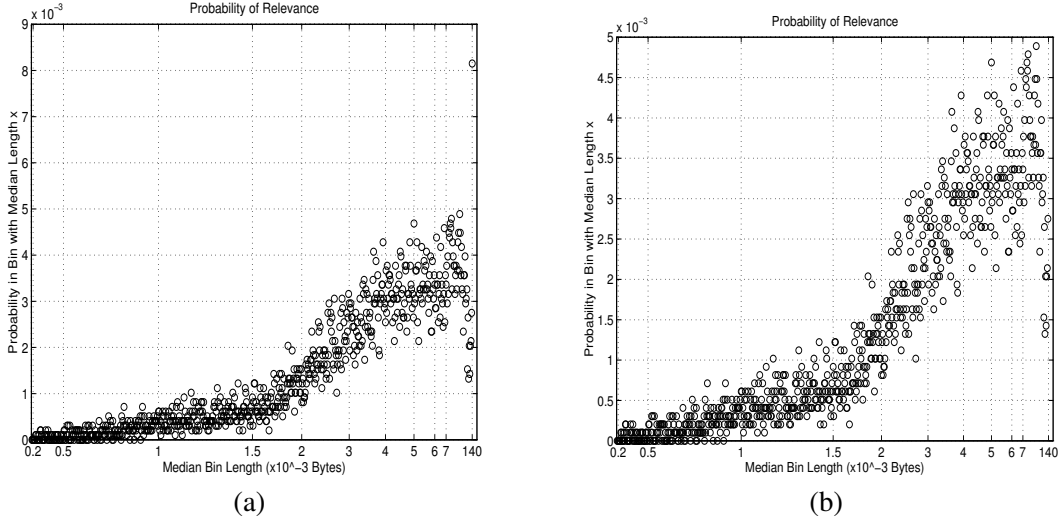 Probability of Relevance
x 10⁻³
9
8
7
6
5
4
3
2
1
0
Probability in Bin with Median Length x
0.2 0.5 1 1.5 2 3 4 5 6 7 140
Median Bin Length (x10^−3 Bytes)
(a)
Probability of Relevance
x 10⁻³
5
4.5
4
3.5
3
2.5
2
1.5
1
0.5
0
Probability in Bin with Median Length x
0.2 0.5 1 1.5 2 3 4 5 6 7 140
Median Bin Length (x10^−3 Bytes)
(b)